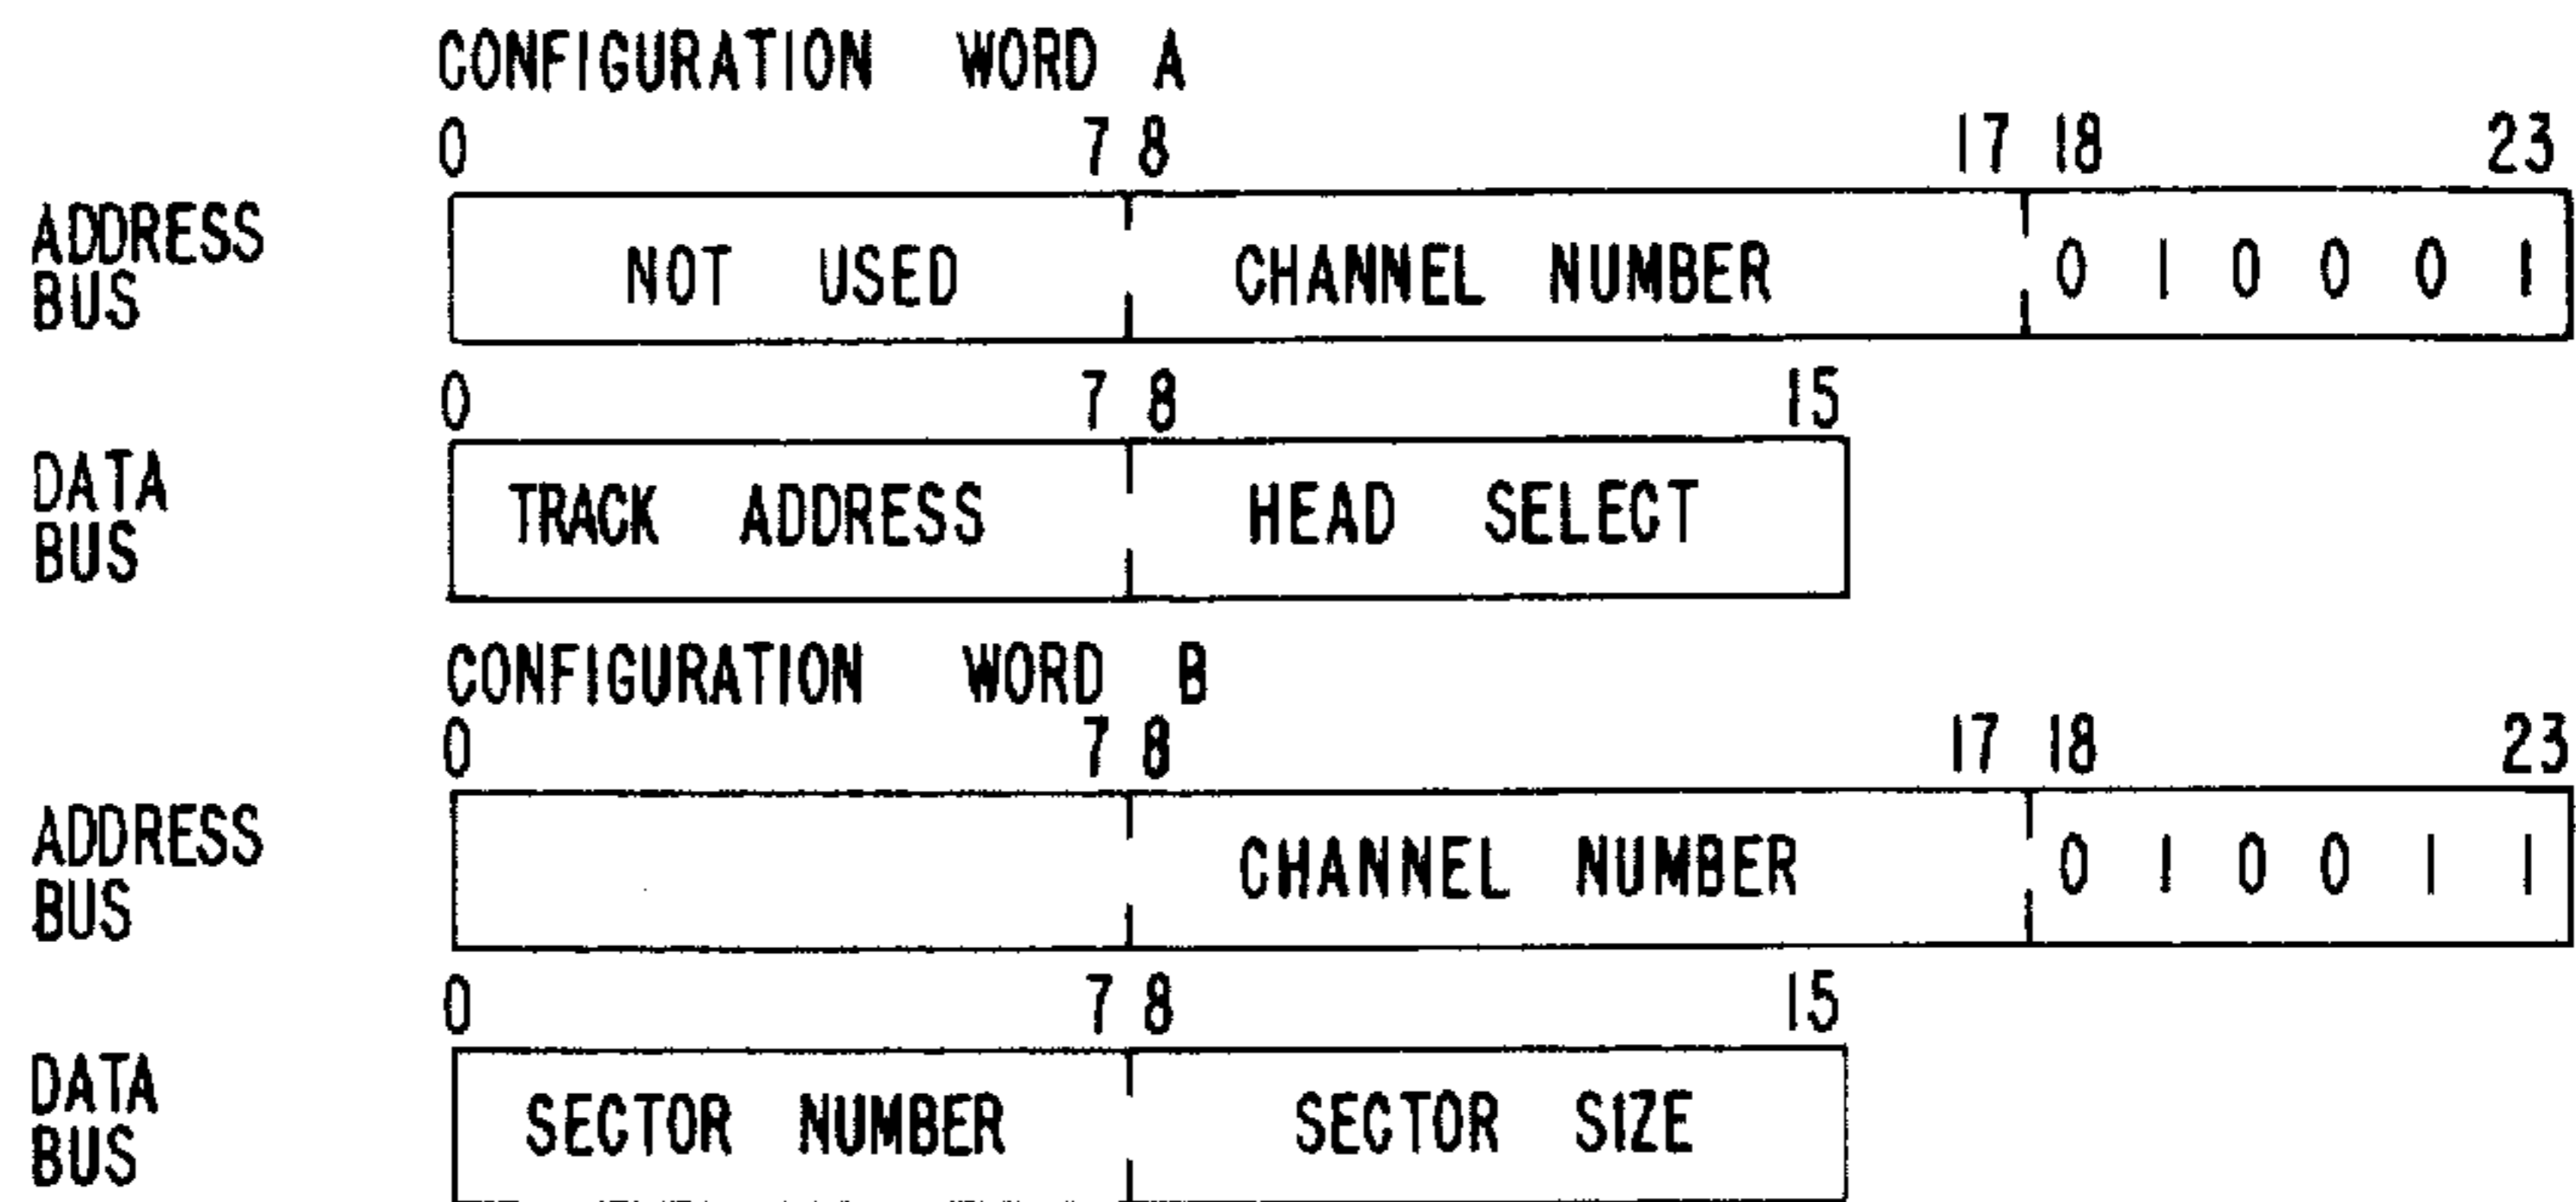 CONFIGURATION WORD A
0 7 8 17 18 23
ADDRESS BUS NOT USED CHANNEL NUMBER 0 1 0 0 0 1
0 7 8 15
DATA BUS TRACK ADDRESS HEAD SELECT
CONFIGURATION WORD B
0 7 8 17 18 23
ADDRESS BUS CHANNEL NUMBER 0 1 0 0 1 1
0 7 8 15
DATA BUS SECTOR NUMBER SECTOR SIZE